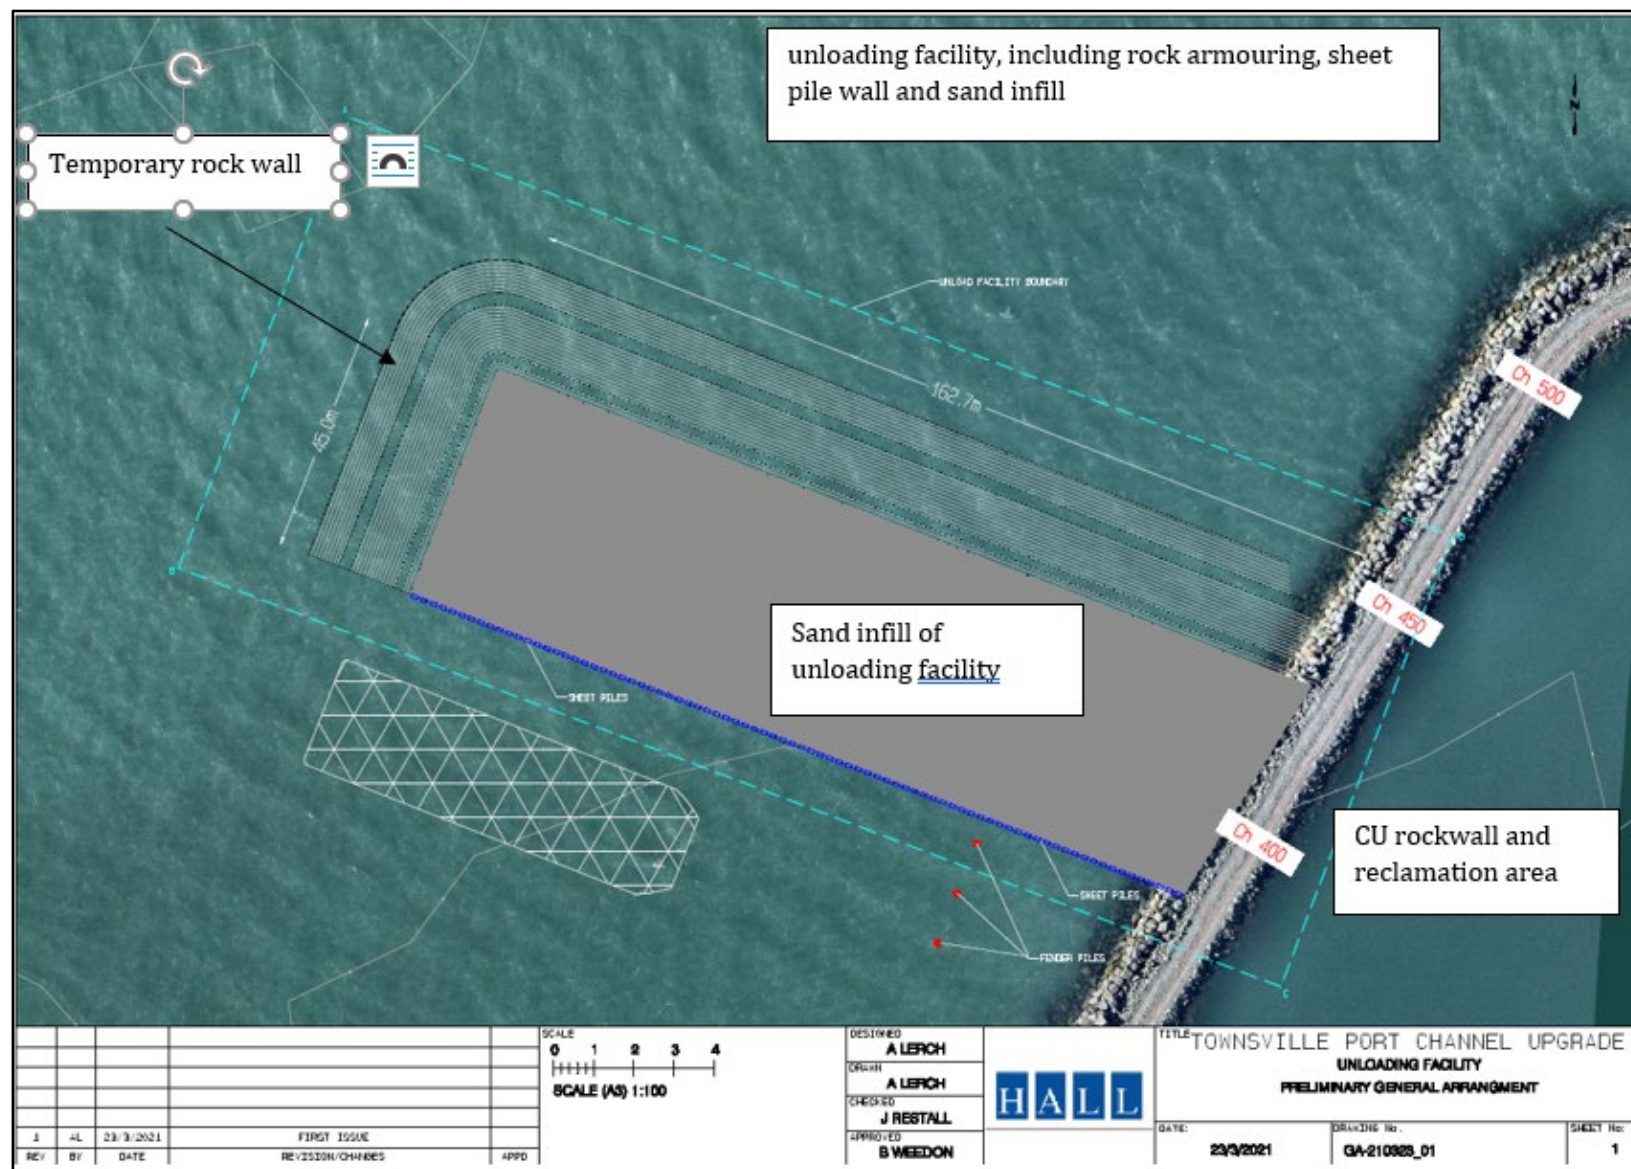 unloading facility, including rock armouring, sheet
pile wall and sand infill
N
Temporary rock wall
A
UNLOAD FACILITY BOUNDARY
162.7m
45.0m
Ch 500
Ch 450
B
Sand infill of
unloading facility
SHEET PILES
Ch 400
CU rockwall and
reclamation area
SHEET PILES
FENDER PILES
C
SCALE
0 1 2 3 4
SCALE (A3) 1:100
DESIGNED
A LERCH
DRAWN
A LERCH
CHECKED
J RESTALL
APPROVED
B WEEDON
HALL
TITLE TOWNSVILLE PORT CHANNEL UPGRADE
UNLOADING FACILITY
PRELIMINARY GENERAL ARRANGMENT
DATE:
23/3/2021
DRAWING No.
GA-210323_01
SHEET No:
1
1 AL 23/3/2021 FIRST ISSUE
REV BY DATE REVISION/CHANGES APPD